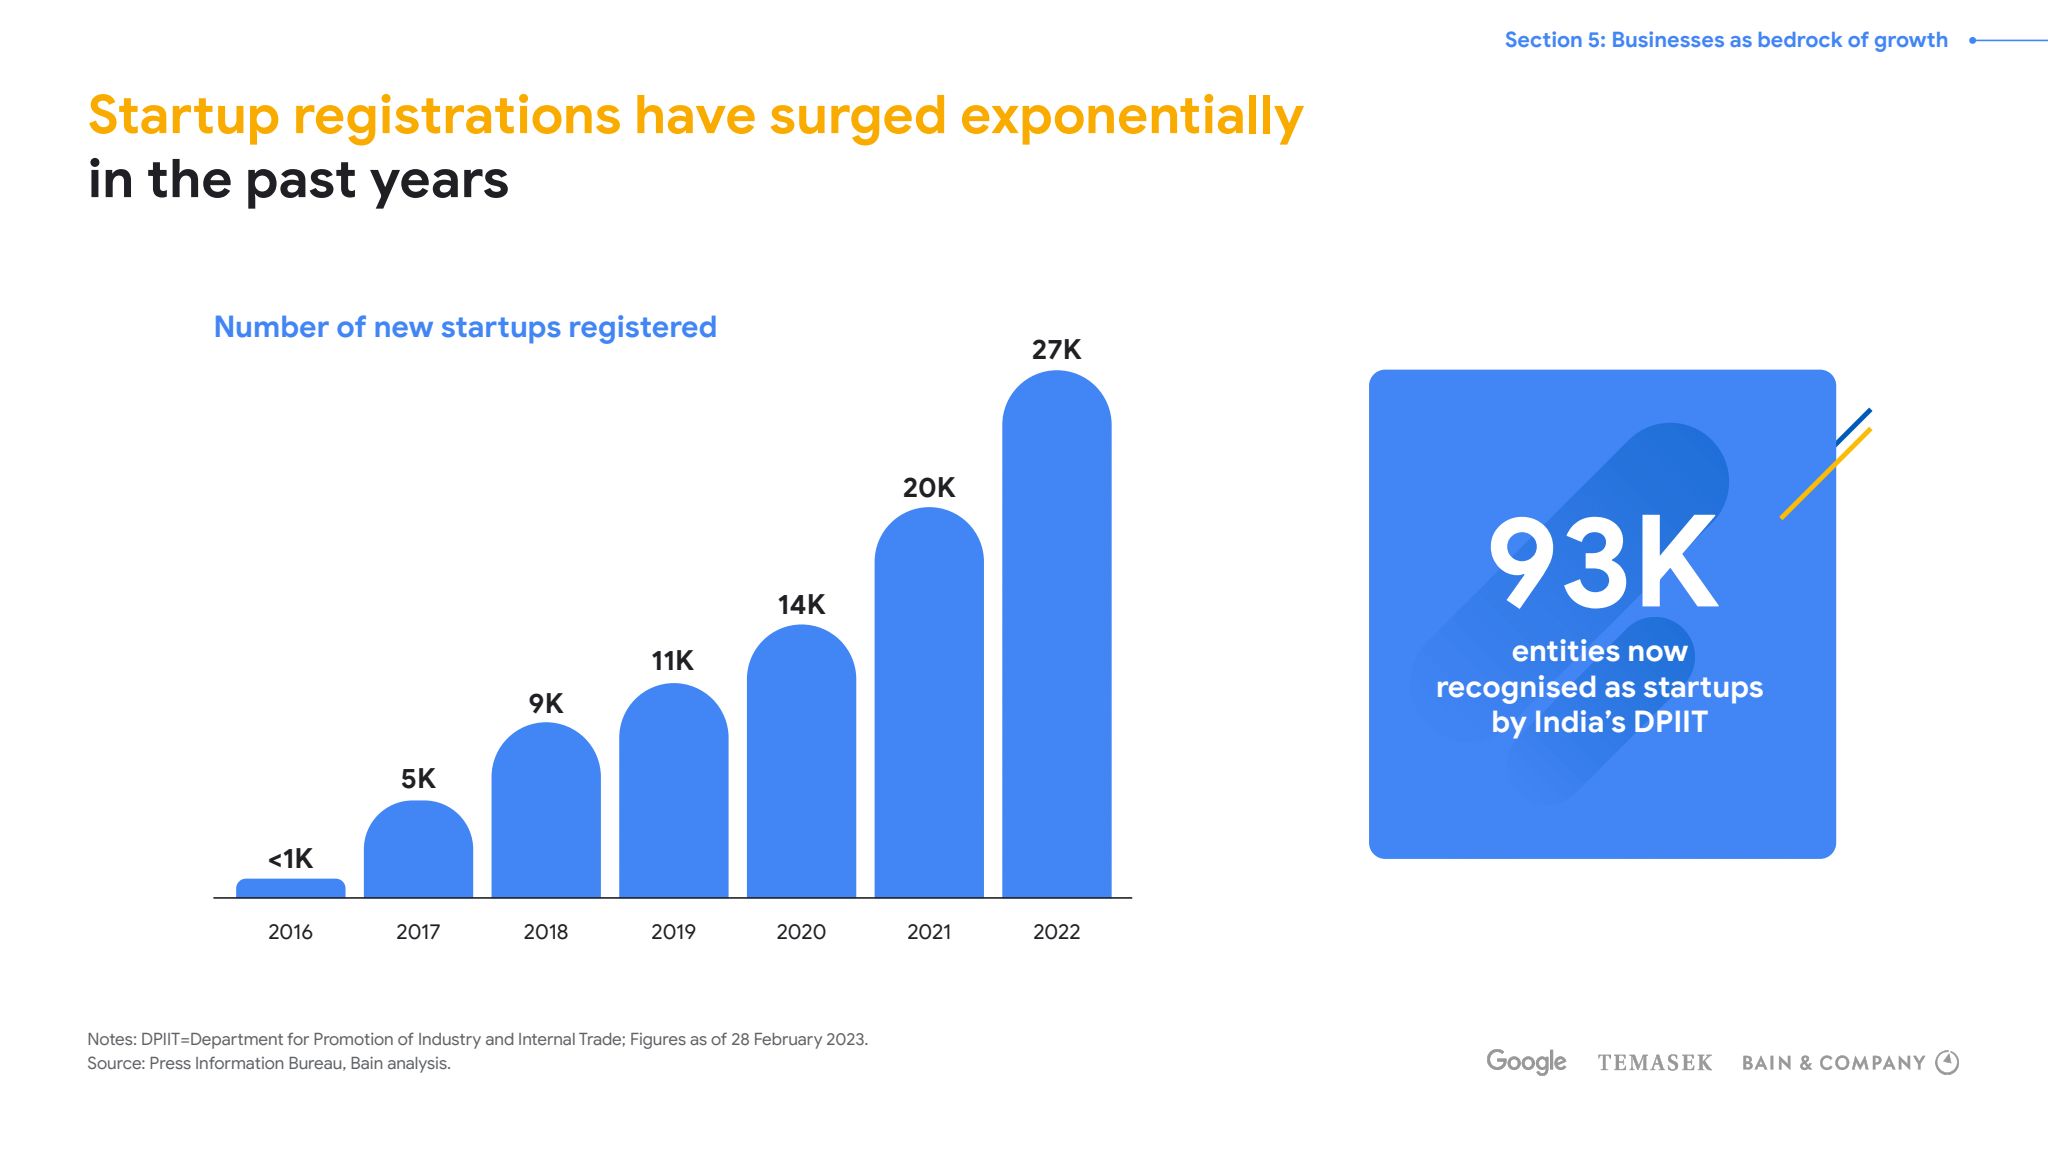 Section 5: Businesses as bedrock of growth
Startup registrations have surged exponentially
in the past years
Number of new startups registered
<1K
5K
9K
11K
14K
20K
27K
2016
2017
2018
2019
2020
2021
2022
93K
entities now
recognised as startups
by India’s DPIIT
Notes: DPIIT=Department for Promotion of Industry and Internal Trade; Figures as of 28 February 2023.
Source: Press Information Bureau, Bain analysis.
Google TEMASEK BAIN & COMPANY